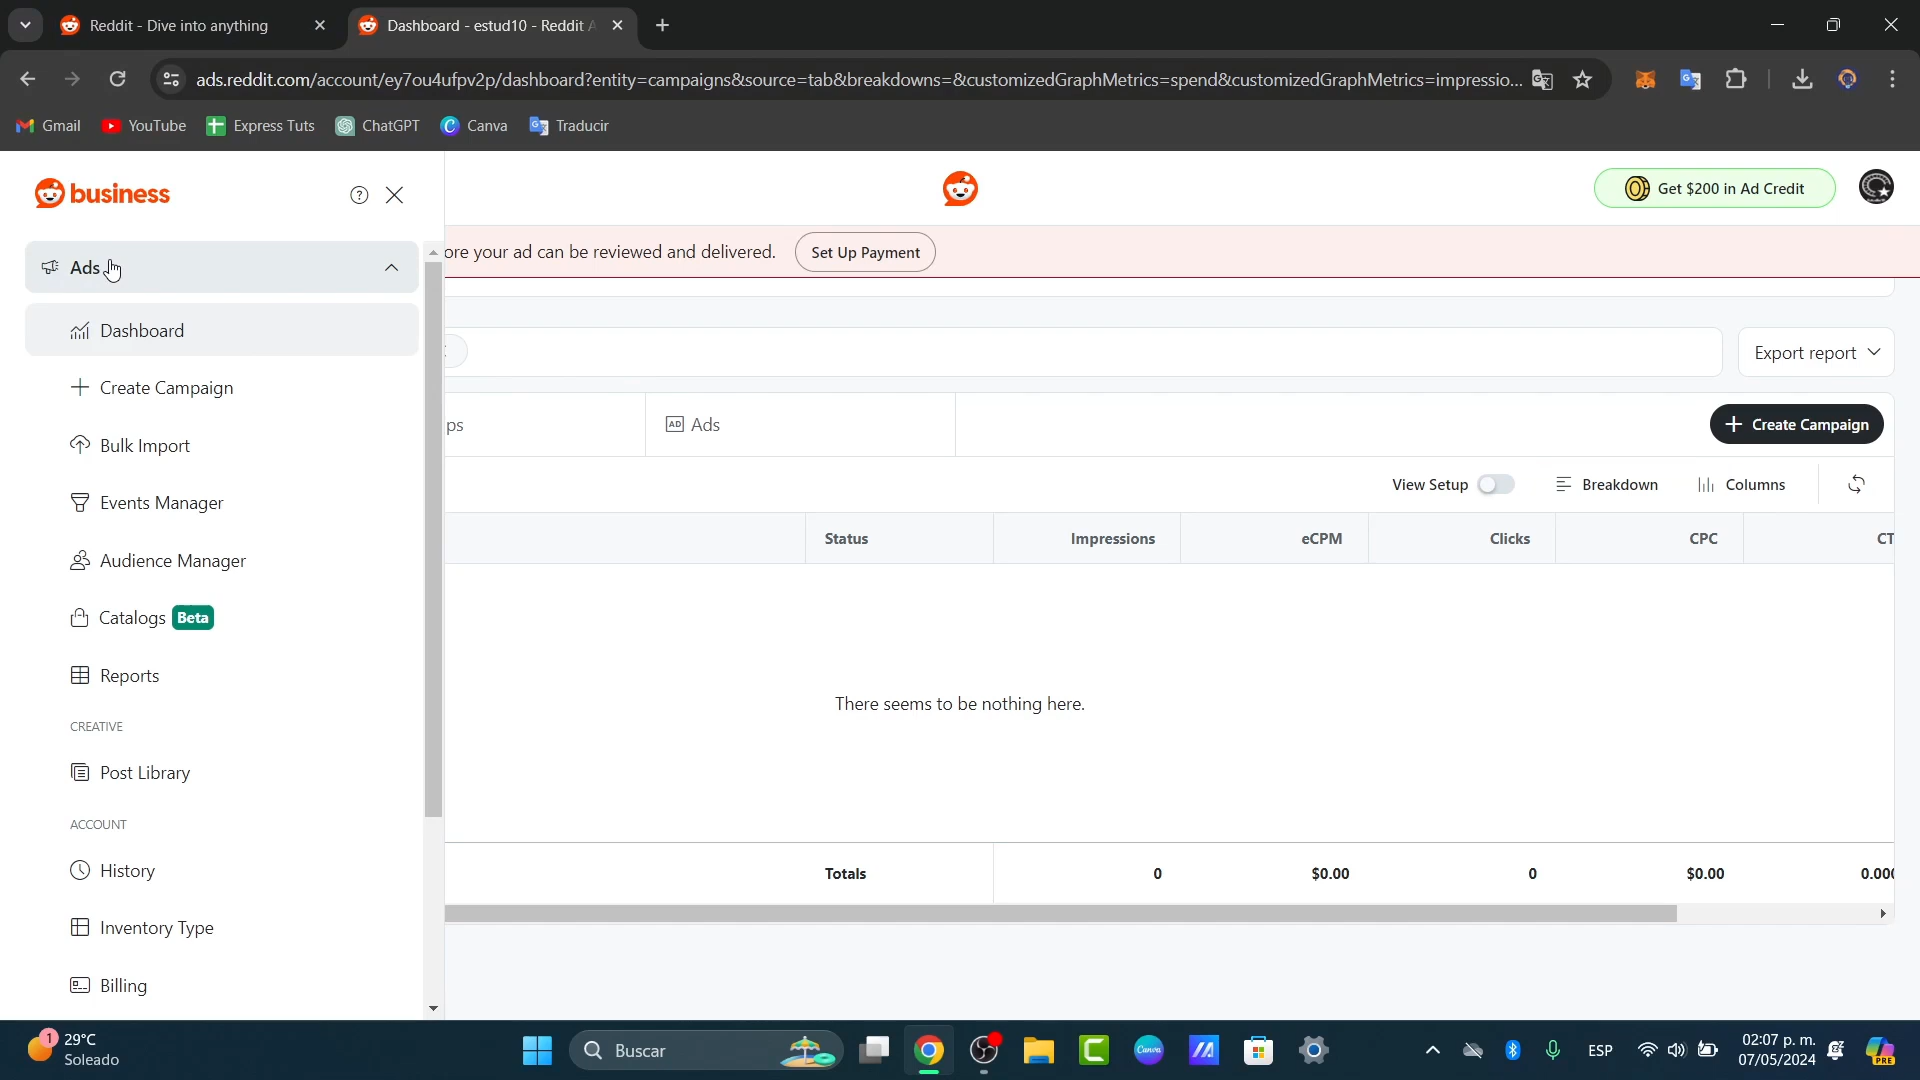 Reddit - Dive into anything
Dashboard - estud10 - Reddit A
ads.reddit.com/account/ey7ou4ufpv2p/dashboard?entity=campaigns&source=tab&breakdowns=&customizedGraphMetrics=spend&customizedGraphMetrics=impressio...
Gmail
YouTube
Express Tuts
ChatGPT
Canva
Traducir
business
Get $200 in Ad Credit
ore your ad can be reviewed and delivered.
Set Up Payment
Ads
Dashboard
Create Campaign
Bulk Import
Events Manager
Audience Manager
Catalogs Beta
Reports
CREATIVE
Post Library
ACCOUNT
History
Inventory Type
Billing
Export report
ps
AD Ads
Create Campaign
View Setup
Breakdown
Columns
Status
Impressions
eCPM
Clicks
CPC
CT
There seems to be nothing here.
Totals
0
$0.00
0
$0.00
0.000
1
29°C
Soleado
Buscar
Canva
ESP
02:07 p. m.
07/05/2024
PRE